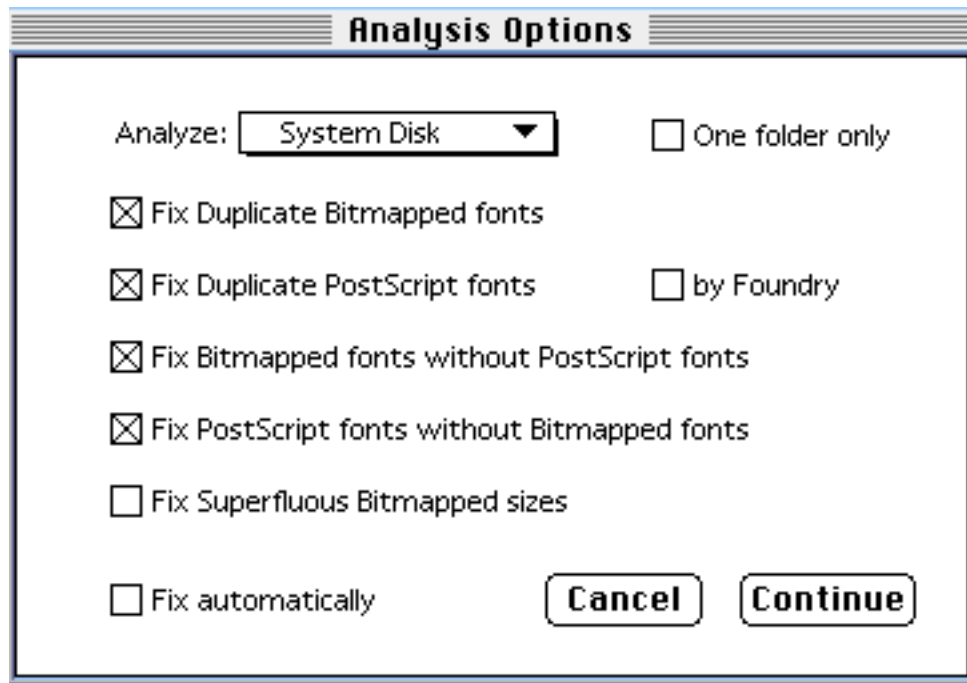 Analysis Options
Analyze: System Disk One folder only
Fix Duplicate Bitmapped fonts
Fix Duplicate PostScript fonts by Foundry
Fix Bitmapped fonts without PostScript fonts
Fix PostScript fonts without Bitmapped fonts
Fix Superfluous Bitmapped sizes
Fix automatically Cancel Continue